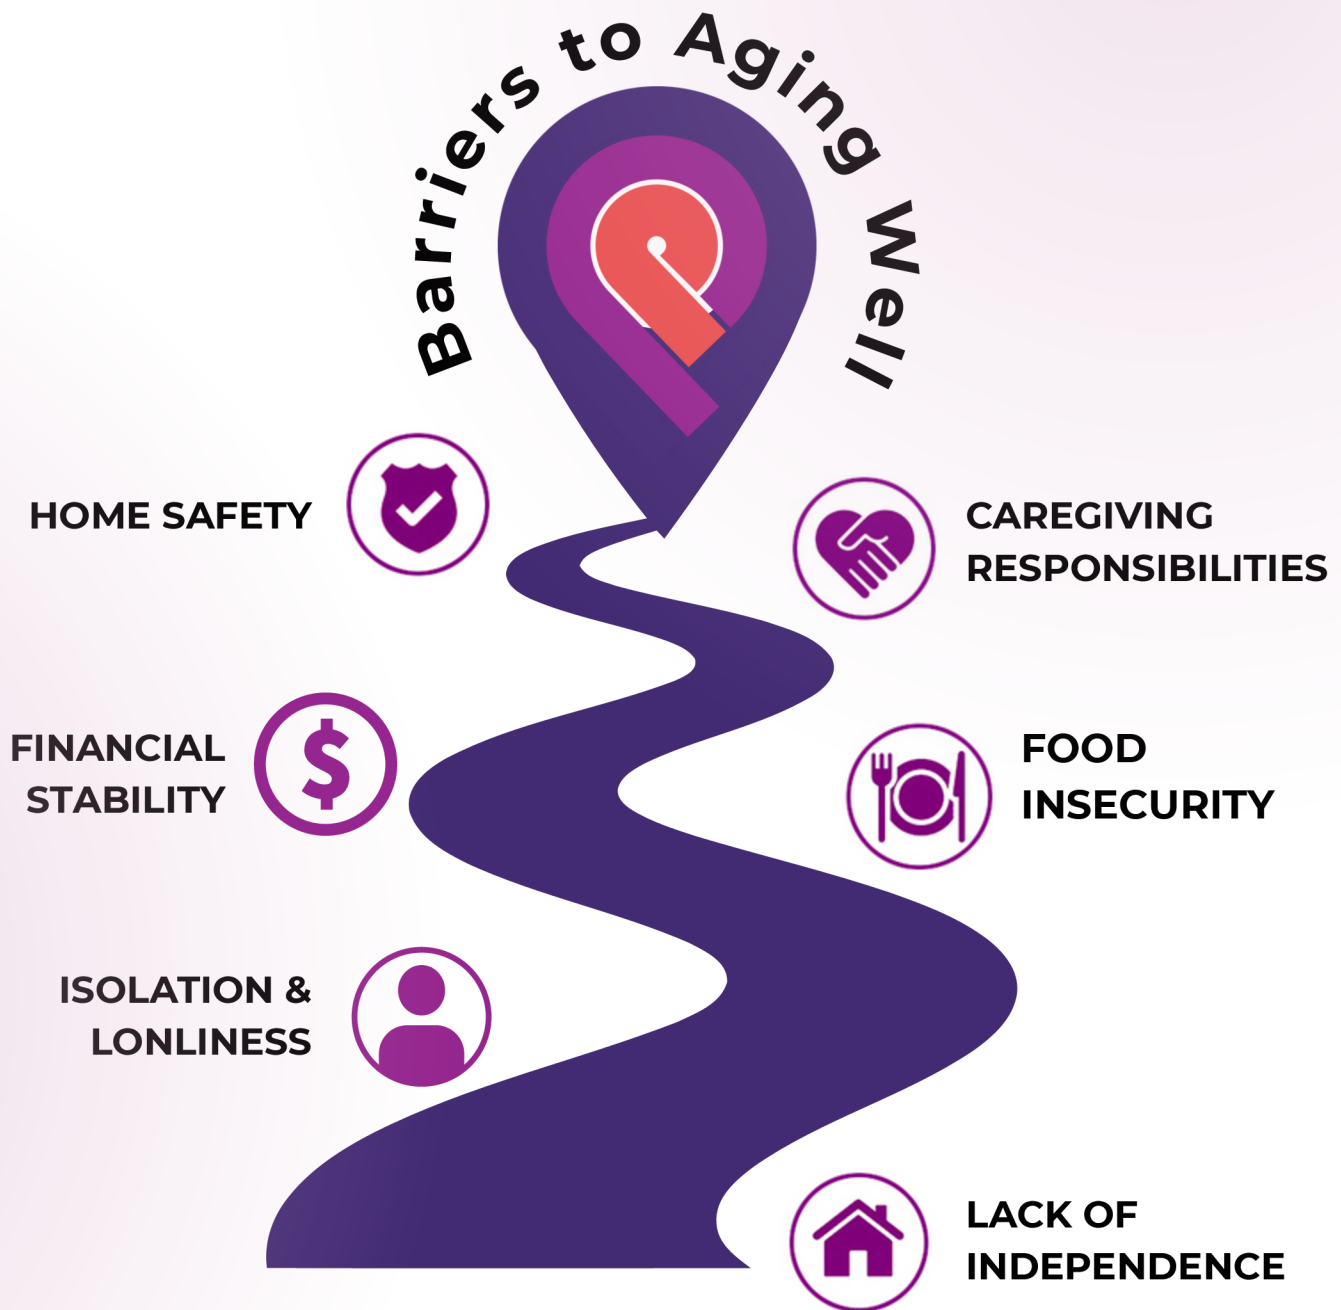 Barriers to Aging Well
HOME SAFETY
CAREGIVING
RESPONSIBILITIES
FINANCIAL
STABILITY
$
FOOD
INSECURITY
ISOLATION &
LONLINESS
LACK OF
INDEPENDENCE